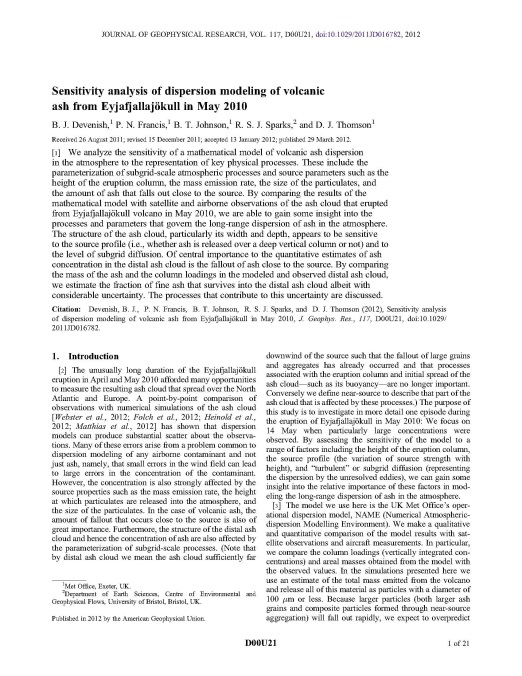 JOURNAL OF GEOPHYSICAL RESEARCH, VOL. 117, D00U21, doi:10.1029/2011JD016782, 2012
Sensitivity analysis of dispersion modeling of volcanic
ash from Eyjafjallajökull in May 2010
B. J. Devenish,1 P. N. Francis,1 B. T. Johnson,1 R. S. J. Sparks,2 and D. J. Thomson1
Received 26 August 2011; revised 15 December 2011; accepted 13 January 2012; published 29 March 2012.
[1] We analyze the sensitivity of a mathematical model of volcanic ash dispersion
in the atmosphere to the representation of key physical processes. These include the
parameterization of subgrid-scale atmospheric processes and source parameters such as the
height of the eruption column, the mass emission rate, the size of the particulates, and
the amount of ash that falls out close to the source. By comparing the results of the
mathematical model with satellite and airborne observations of the ash cloud that erupted
from Eyjafjallajökull volcano in May 2010, we are able to gain some insight into the
processes and parameters that govern the long-range dispersion of ash in the atmosphere.
The structure of the ash cloud, particularly its width and depth, appears to be sensitive
to the source profile (i.e., whether ash is released over a deep vertical column or not) and to
the level of subgrid diffusion. Of central importance to the quantitative estimates of ash
concentration in the distal ash cloud is the fallout of ash close to the source. By comparing
the mass of the ash and the column loadings in the modeled and observed distal ash cloud,
we estimate the fraction of fine ash that survives into the distal ash cloud albeit with
considerable uncertainty. The processes that contribute to this uncertainty are discussed.
Citation: Devenish, B. J., P. N. Francis, B. T. Johnson, R. S. J. Sparks, and D. J. Thomson (2012), Sensitivity analysis
of dispersion modeling of volcanic ash from Eyjafjallajökull in May 2010, J. Geophys. Res., 117, D00U21, doi:10.1029/
2011JD016782.
1. Introduction
[2] The unusually long duration of the Eyjafjallajökull
eruption in April and May 2010 afforded many opportunities
to measure the resulting ash cloud that spread over the North
Atlantic and Europe. A point-by-point comparison of
observations with numerical simulations of the ash cloud
[Webster et al., 2012; Folch et al., 2012; Heinold et al.,
2012; Matthias et al., 2012] has shown that dispersion
models can produce substantial scatter about the observa-
tions. Many of these errors arise from a problem common to
dispersion modeling of any airborne contaminant and not
just ash, namely, that small errors in the wind field can lead
to large errors in the concentration of the contaminant.
However, the concentration is also strongly affected by the
source properties such as the mass emission rate, the height
at which particulates are released into the atmosphere, and
the size of the particulates. In the case of volcanic ash, the
amount of fallout that occurs close to the source is also of
great importance. Furthermore, the structure of the distal ash
cloud and hence the concentration of ash are also affected by
the parameterization of subgrid-scale processes. (Note that
by distal ash cloud we mean the ash cloud sufficiently far
1Met Office, Exeter, UK.
2Department of Earth Sciences, Centre of Environmental and
Geophysical Flows, University of Bristol, Bristol, UK.
Published in 2012 by the American Geophysical Union.
downwind of the source such that the fallout of large grains
and aggregates has already occurred and that processes
associated with the eruption column and initial spread of the
ash cloud—such as its buoyancy—are no longer important.
Conversely we define near-source to describe that part of the
ash cloud that is affected by these processes.) The purpose of
this study is to investigate in more detail one episode during
the eruption of Eyjafjallajökull in May 2010: We focus on
14 May when particularly large concentrations were
observed. By assessing the sensitivity of the model to a
range of factors including the height of the eruption column,
the source profile (the variation of source strength with
height), and “turbulent” or subgrid diffusion (representing
the dispersion by the unresolved eddies), we can gain some
insight into the relative importance of these factors in mod-
eling the long-range dispersion of ash in the atmosphere.
[3] The model we use here is the UK Met Office's oper-
ational dispersion model, NAME (Numerical Atmospheric-
dispersion Modelling Environment). We make a qualitative
and quantitative comparison of the model results with sat-
ellite observations and aircraft measurements. In particular,
we compare the column loadings (vertically integrated con-
centrations) and areal masses obtained from the model with
the observed values. In the simulations presented here we
use an estimate of the total mass emitted from the volcano
and release all of this material as particles with a diameter of
100 μm or less. Because larger particles (both larger ash
grains and composite particles formed through near-source
aggregation) will fall out rapidly, we expect to overpredict
D00U21
1 of 21